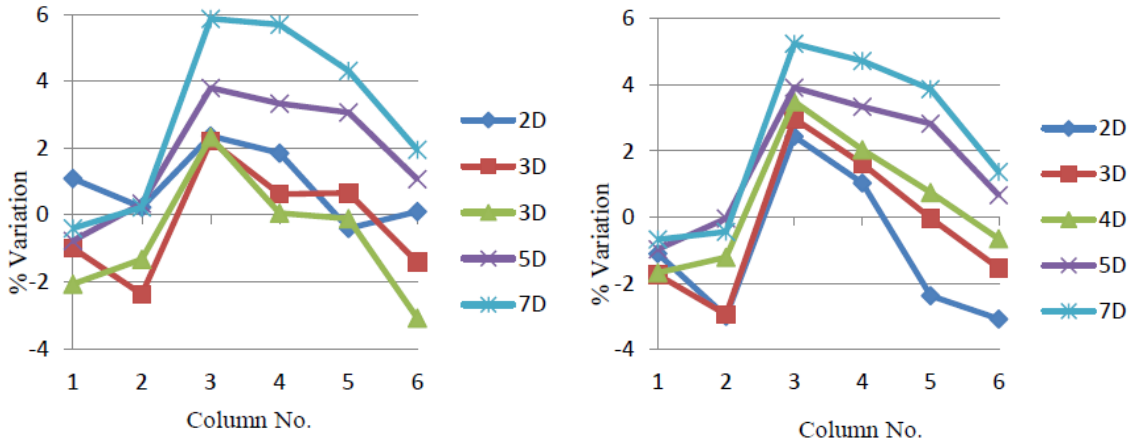 6
4
2
0
-2
-4
% Variation
1 2 3 4 5 6
Column No.
2D
3D
3D
5D
7D
6
4
2
0
-2
-4
% Variation
1 2 3 4 5 6
Column No.
2D
3D
4D
5D
7D